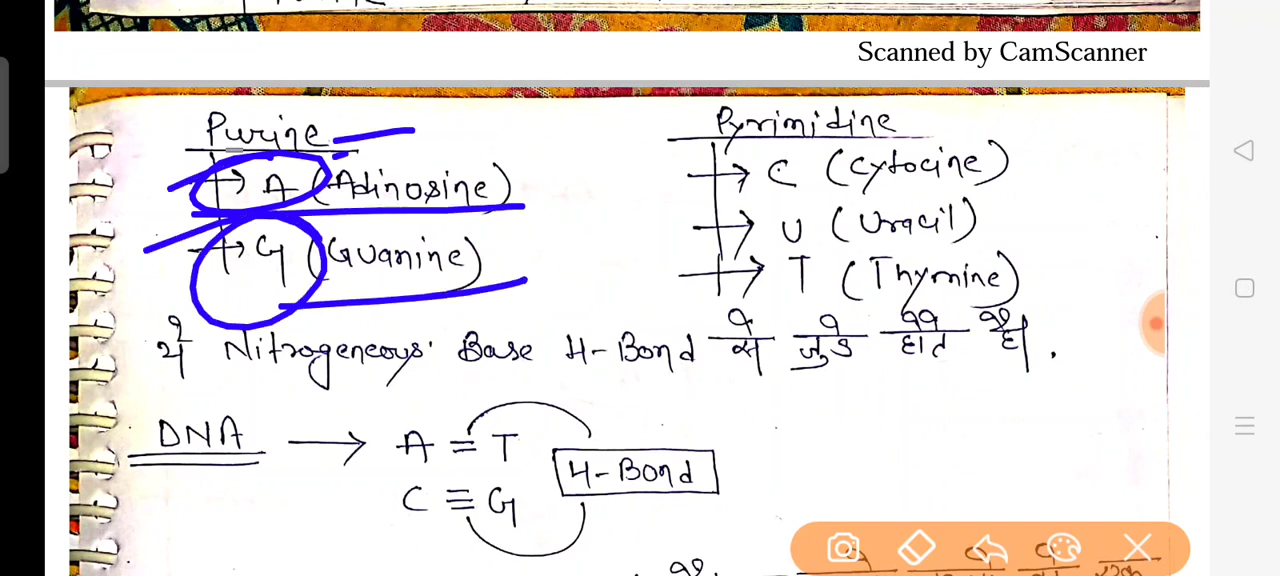 Scanned by CamScanner
Purine
Pyrimidine
→ A (Adinosine)
→ C (Cytocine)
→ G (Guanine)
→ U (Uracil)
→ T (Thymine)
ये Nitrogeneous Base H-Bond से जुड़े होते हैं.
DNA → A = T
H-Bond
C ≡ G